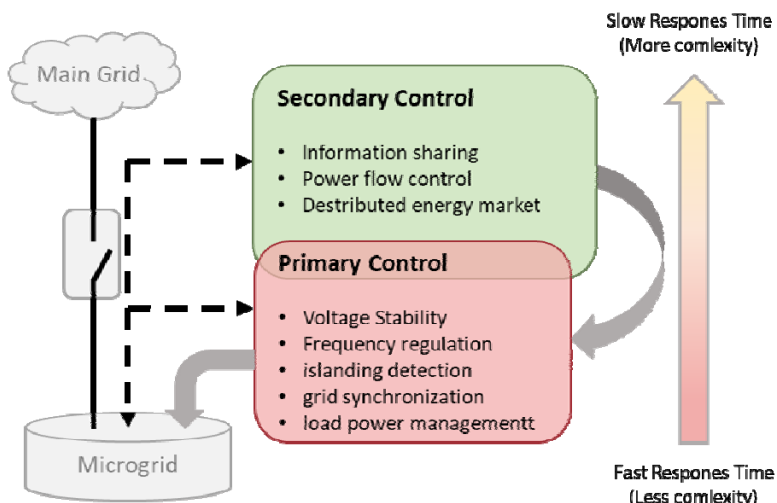 Slow Respones Time
(More comlexity)
Main Grid
Secondary Control
• Information sharing
• Power flow control
• Destributed energy market
Primary Control
• Voltage Stability
• Frequency regulation
• islanding detection
• grid synchronization
• load power managementt
Microgrid
Fast Respones Time
(Less comlexity)